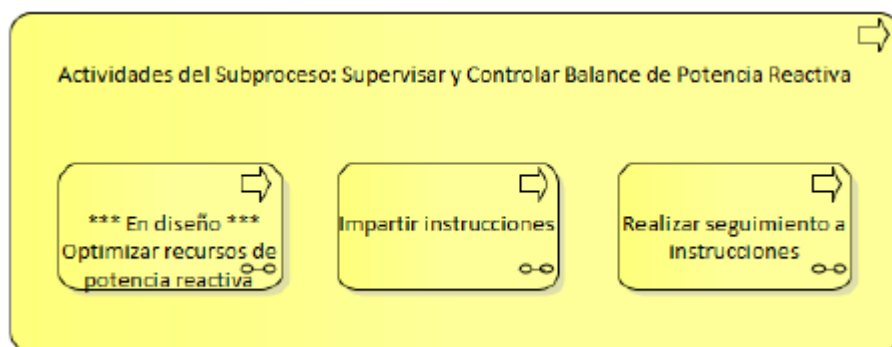 Actividades del Subproceso: Supervisar y Controlar Balance de Potencia Reactiva
*** En diseño ***
Optimizar recursos de
potencia reactiva
Impartir instrucciones
Realizar seguimiento a
instrucciones